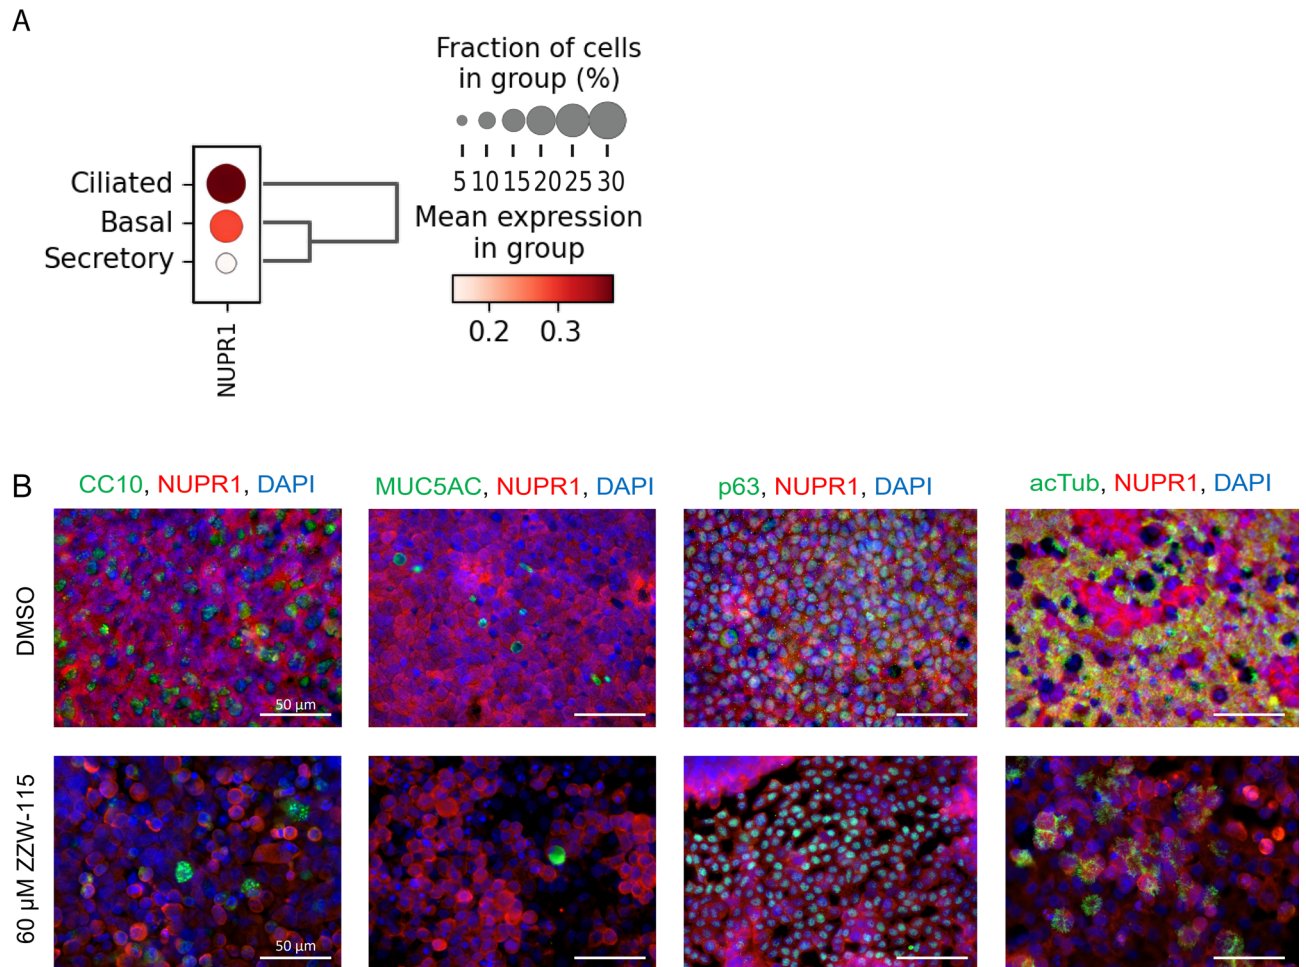 A
Fraction of cells
in group (%)
5 10 15 20 25 30
Ciliated
Basal
Secretory
Mean expression
in group
0.2 0.3
NUPR1
B
CC10, NUPR1, DAPI
MUC5AC, NUPR1, DAPI
p63, NUPR1, DAPI
acTub, NUPR1, DAPI
DMSO
50 μm
60 μM ZZW-115
50 μm